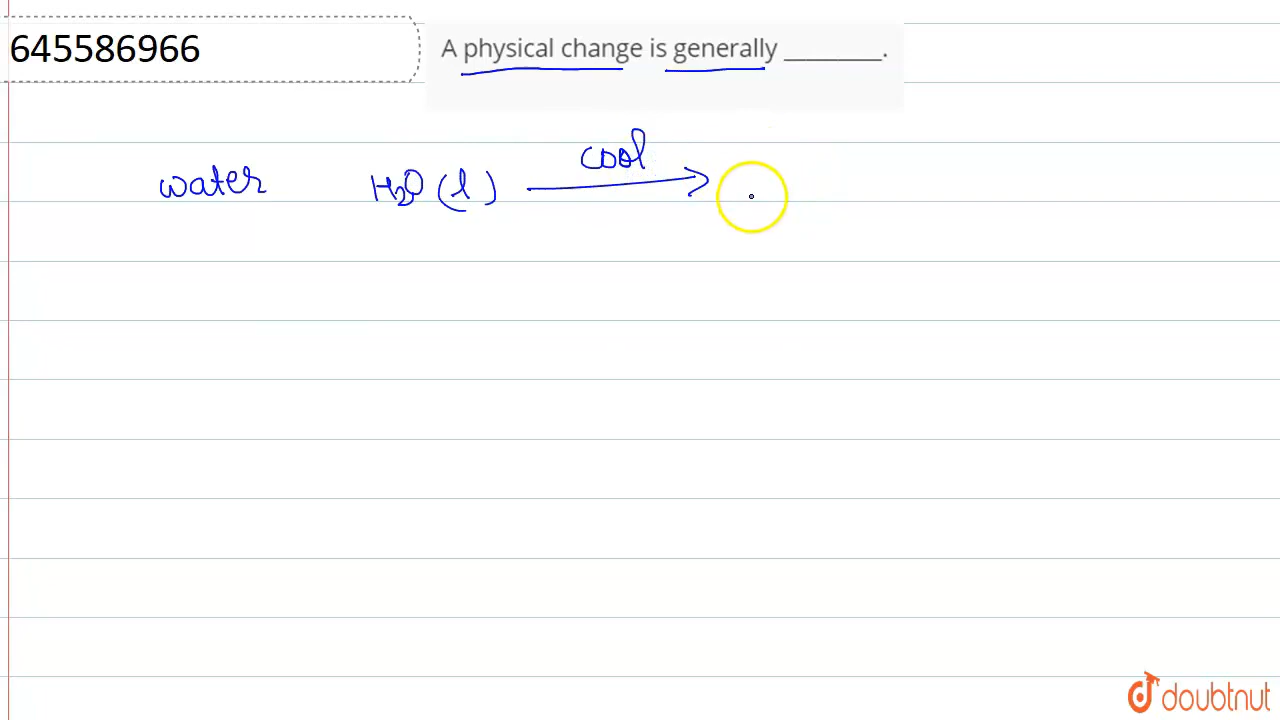 645586966
A physical change is generally _________.
cool
water H2O (l)
doubtnut